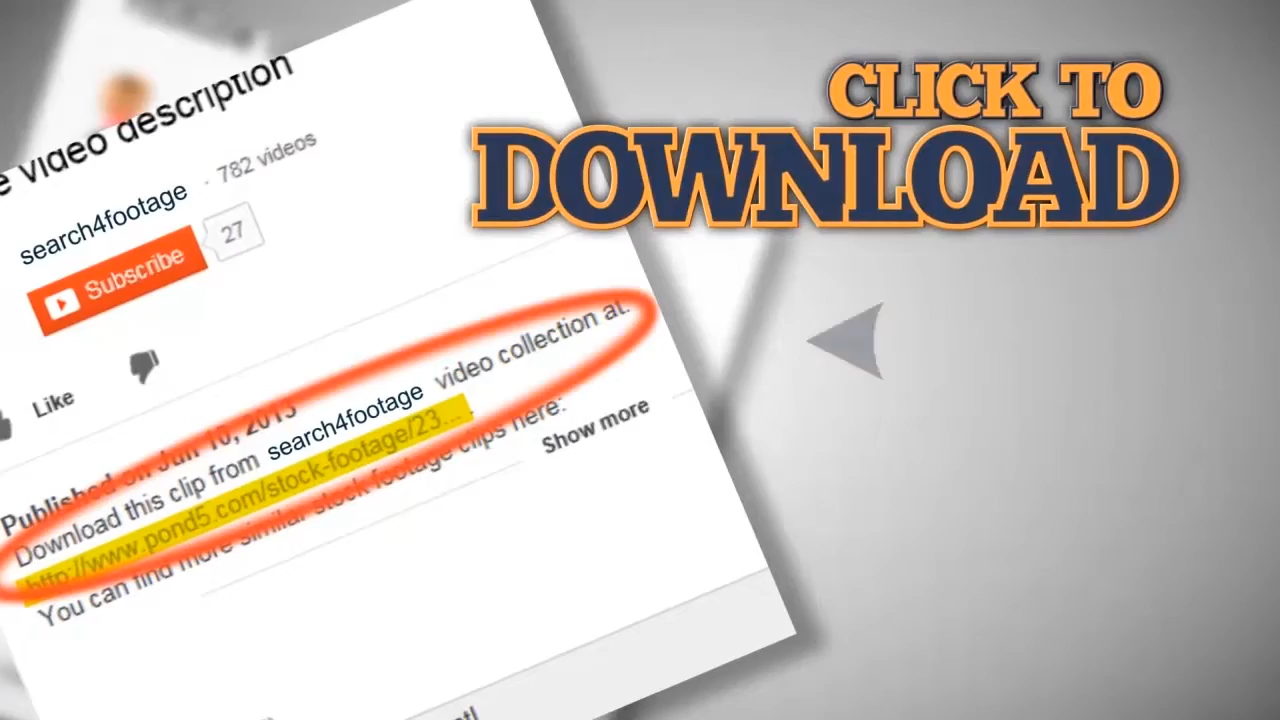 CLICK TO
DOWNLOAD
video description
search4footage · 782 videos
Subscribe 27
Like
Published on Jun 10, 2013
Download this clip from search4footage video collection at:
http://www.pond5.com/stock-footage/23...
You can find more similar stock footage clips here:
Show more